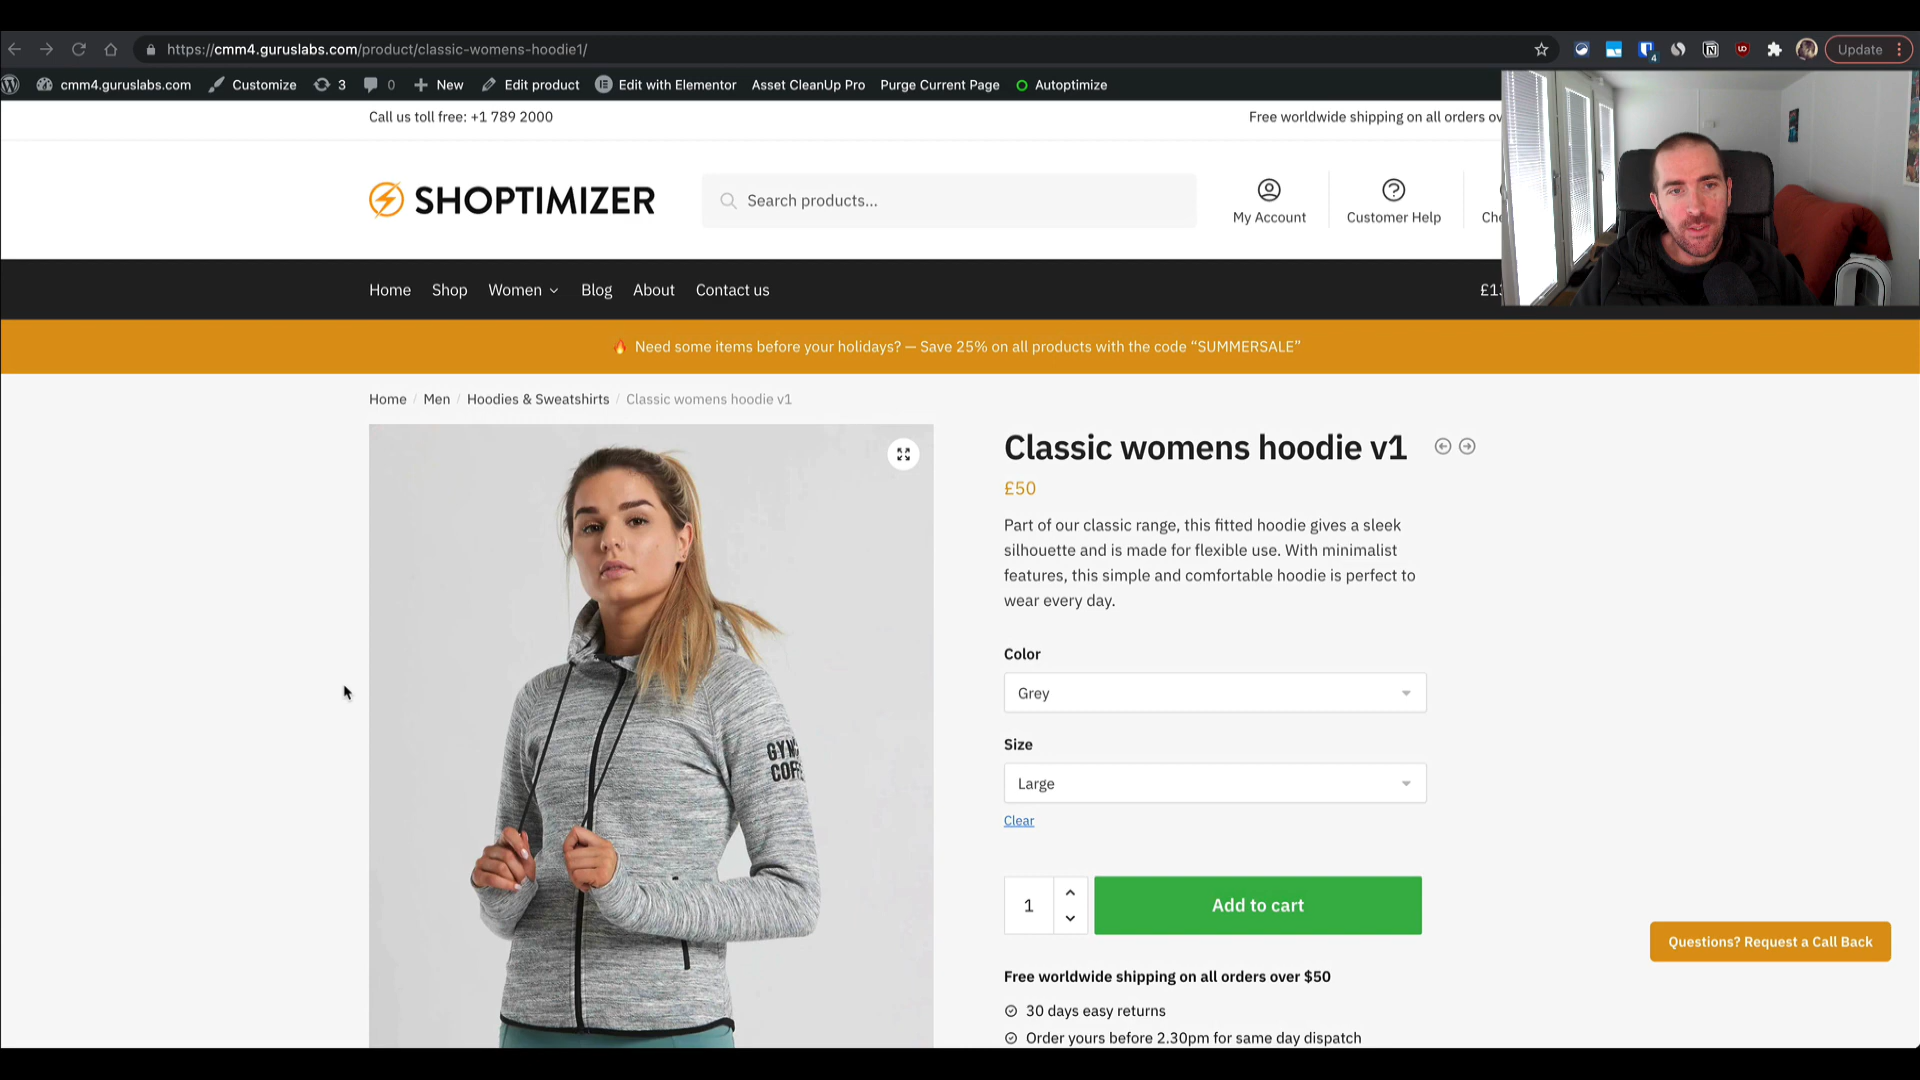 https://cmm4.guruslabs.com/product/classic-womens-hoodie1/
4
Update
cmm4.guruslabs.com Customize 3 0 New Edit product Edit with Elementor Asset CleanUp Pro Purge Current Page Autoptimize
Call us toll free: +1 789 2000
Free worldwide shipping on all orders ov
SHOPTIMIZER
Search products...
My Account
Customer Help
Che
Home Shop Women Blog About Contact us
£13
Need some items before your holidays? — Save 25% on all products with the code “SUMMERSALE”
Home / Men / Hoodies & Sweatshirts / Classic womens hoodie v1
Classic womens hoodie v1
£50
Part of our classic range, this fitted hoodie gives a sleek
silhouette and is made for flexible use. With minimalist
features, this simple and comfortable hoodie is perfect to
wear every day.
Color
Grey
Size
Large
Clear
1
Add to cart
Questions? Request a Call Back
Free worldwide shipping on all orders over $50
30 days easy returns
Order yours before 2.30pm for same day dispatch
GYM
COFF